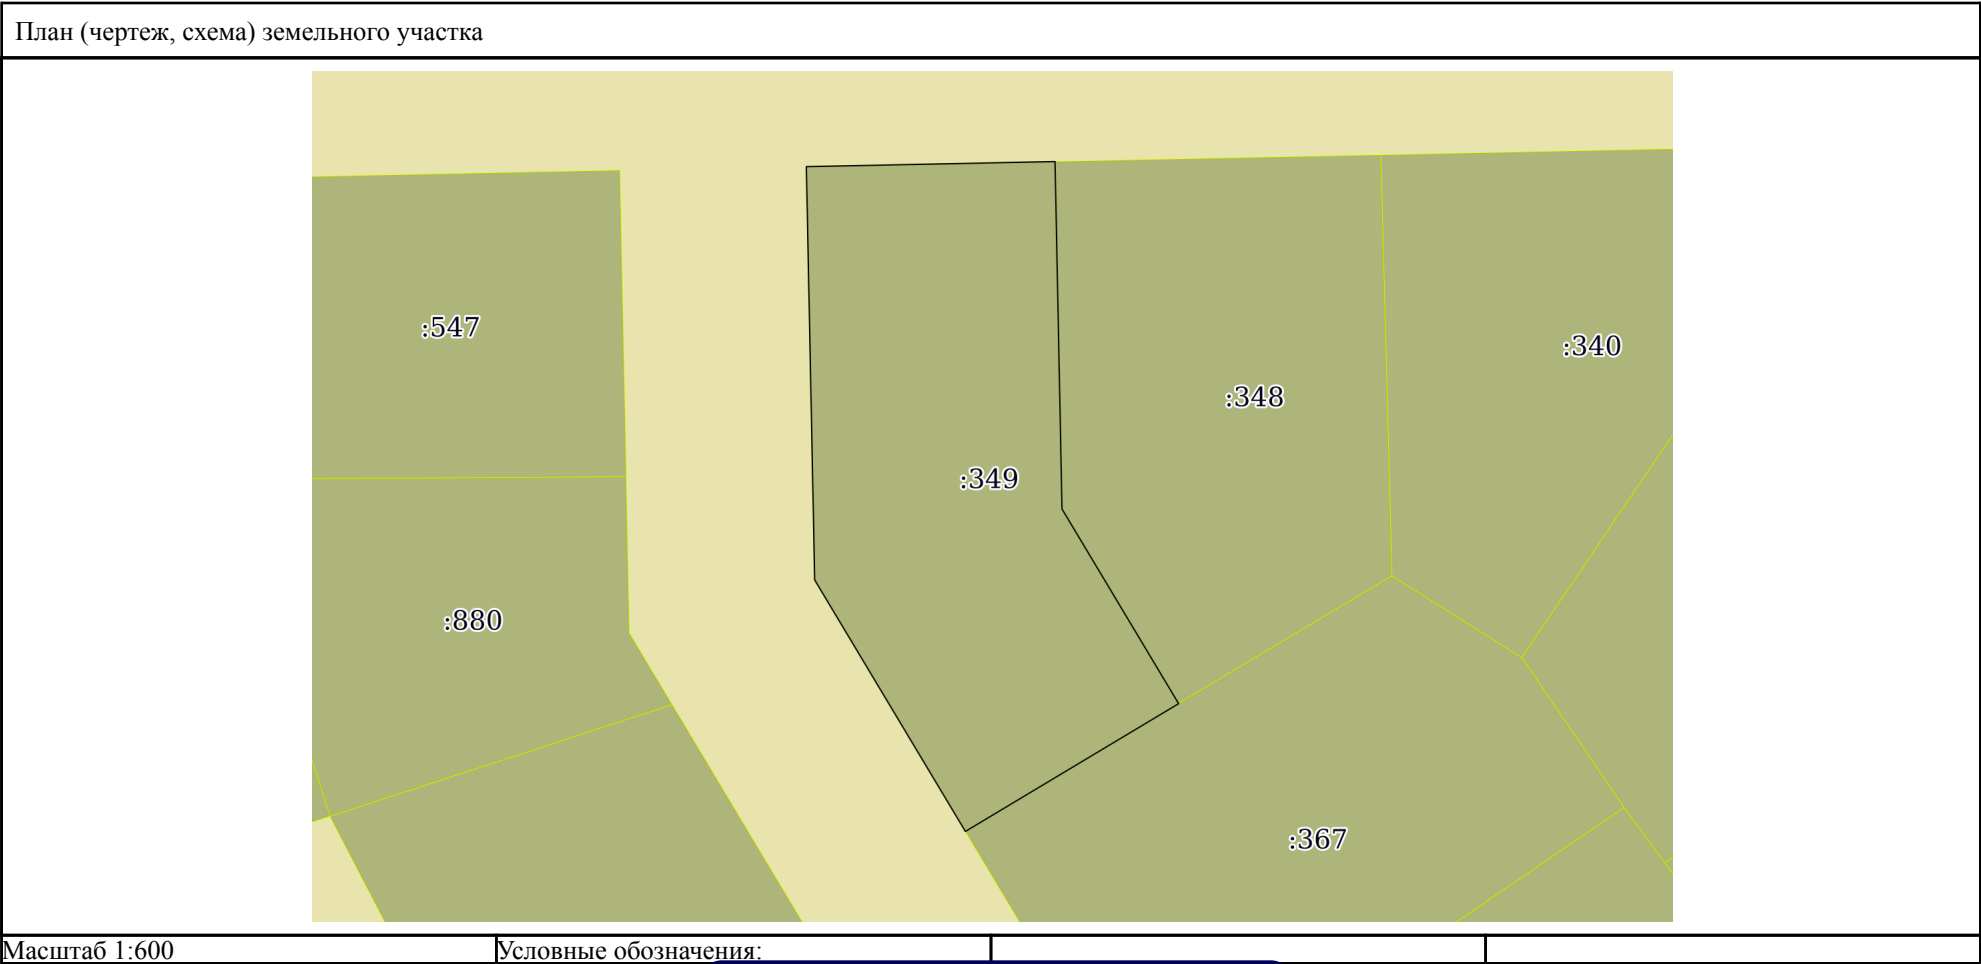 План (чертеж, схема) земельного участка
:547
:340
:348
:349
:880
:367
Масштаб 1:600
Условные обозначения: